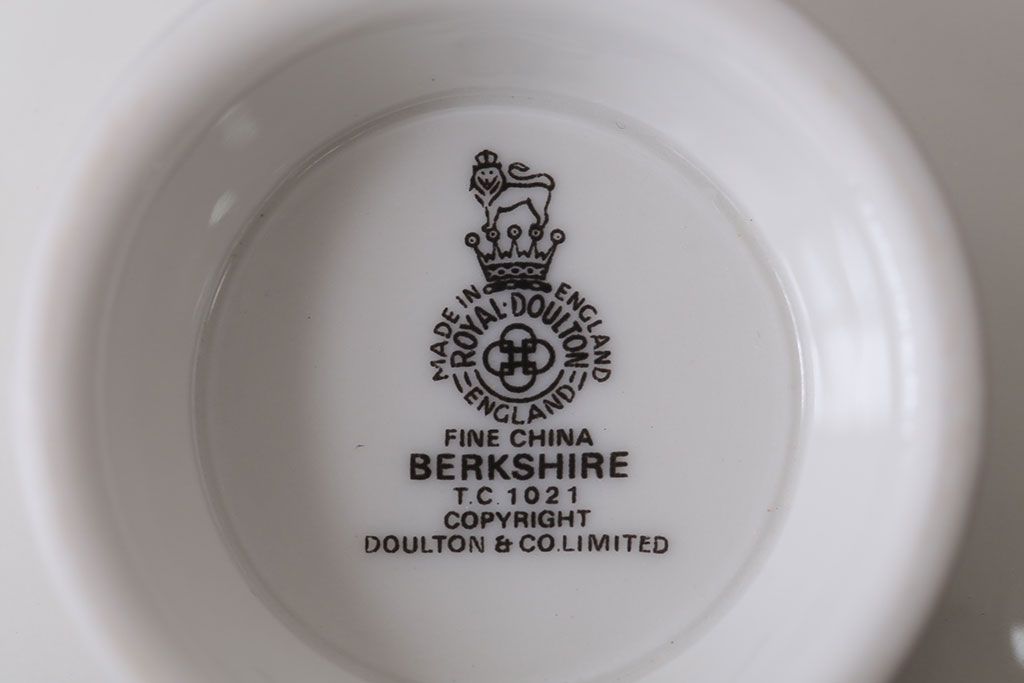 MADE IN ENGLAND
ROYAL·DOULTON
ENGLAND
FINE CHINA
BERKSHIRE
T.C.1021
COPYRIGHT
DOULTON & CO.LIMITED